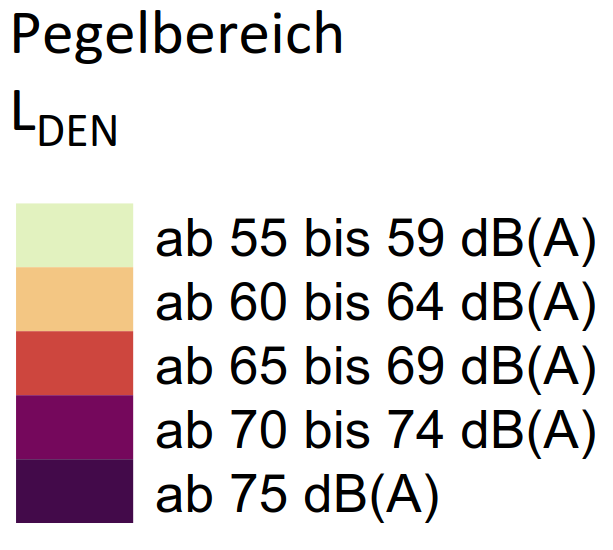 Pegelbereich
L_DEN
ab 55 bis 59 dB(A)
ab 60 bis 64 dB(A)
ab 65 bis 69 dB(A)
ab 70 bis 74 dB(A)
ab 75 dB(A)